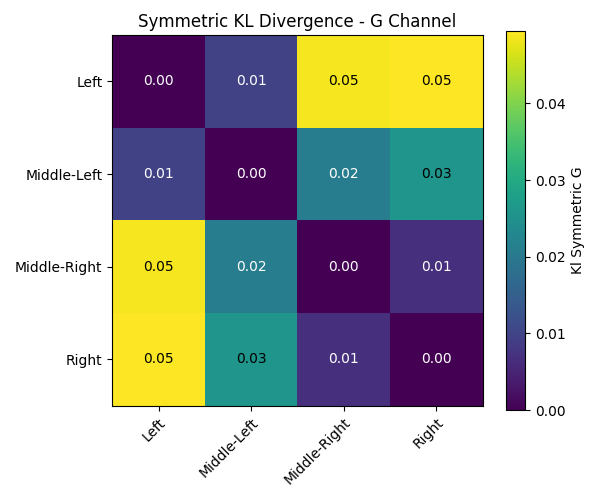 Symmetric KL Divergence - G Channel
Left
0.00 0.01 0.05 0.05
Middle-Left
0.01 0.00 0.02 0.03
Middle-Right
0.05 0.02 0.00 0.01
Right
0.05 0.03 0.01 0.00
Left Middle-Left Middle-Right Right
0.04
0.03
0.02
0.01
0.00
Kl Symmetric G